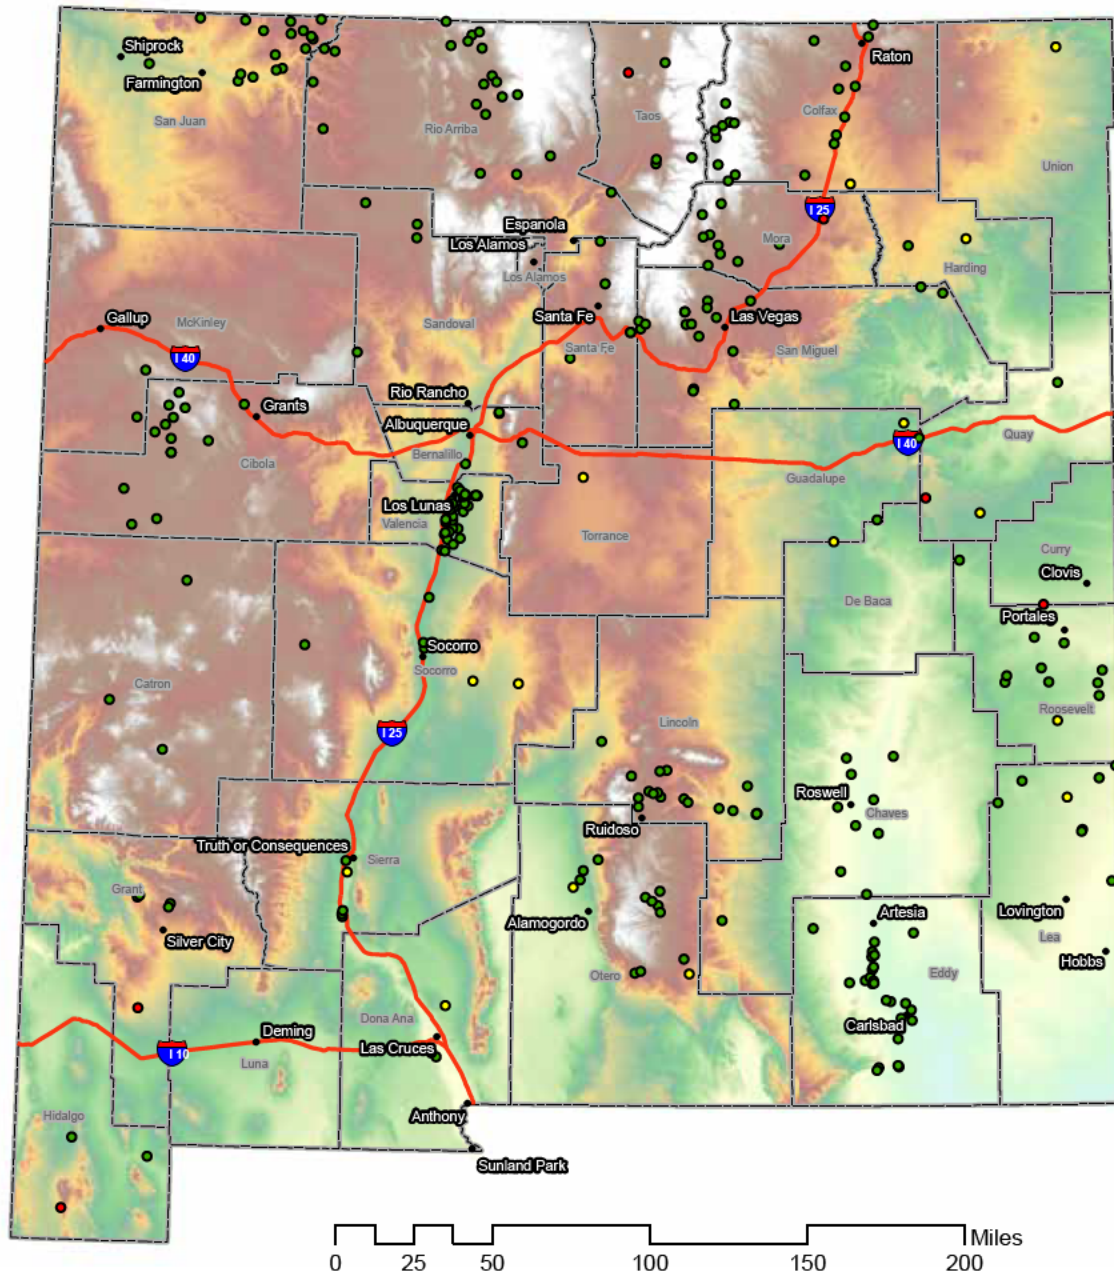 Shiprock
Raton
Farmington
San Juan
Rio Arriba
Taos
Colfax
Union
I 25
Espanola
Los Alamos
Los Alamos
Mora
Harding
Gallup
McKinley
Sandoval
Santa Fe
Las Vegas
I 40
Santa Fe
San Miguel
Rio Rancho
Grants
Albuquerque
I 40
Quay
Bernalillo
Cibola
Guadalupe
Los Lunas
Valencia
Torrance
Curry
Clovis
De Baca
Portales
Socorro
Socorro
Catron
Roosevelt
Lincoln
I 25
Roswell
Chaves
Ruidoso
Truth or Consequences
Sierra
Grant
Alamogordo
Artesia
Lovington
Silver City
Lea
Hobbs
Otero
Eddy
Dona Ana
Deming
Carlsbad
I 10
Las Cruces
Luna
Hidalgo
Anthony
Sunland Park
Miles
0 25 50 100 150 200